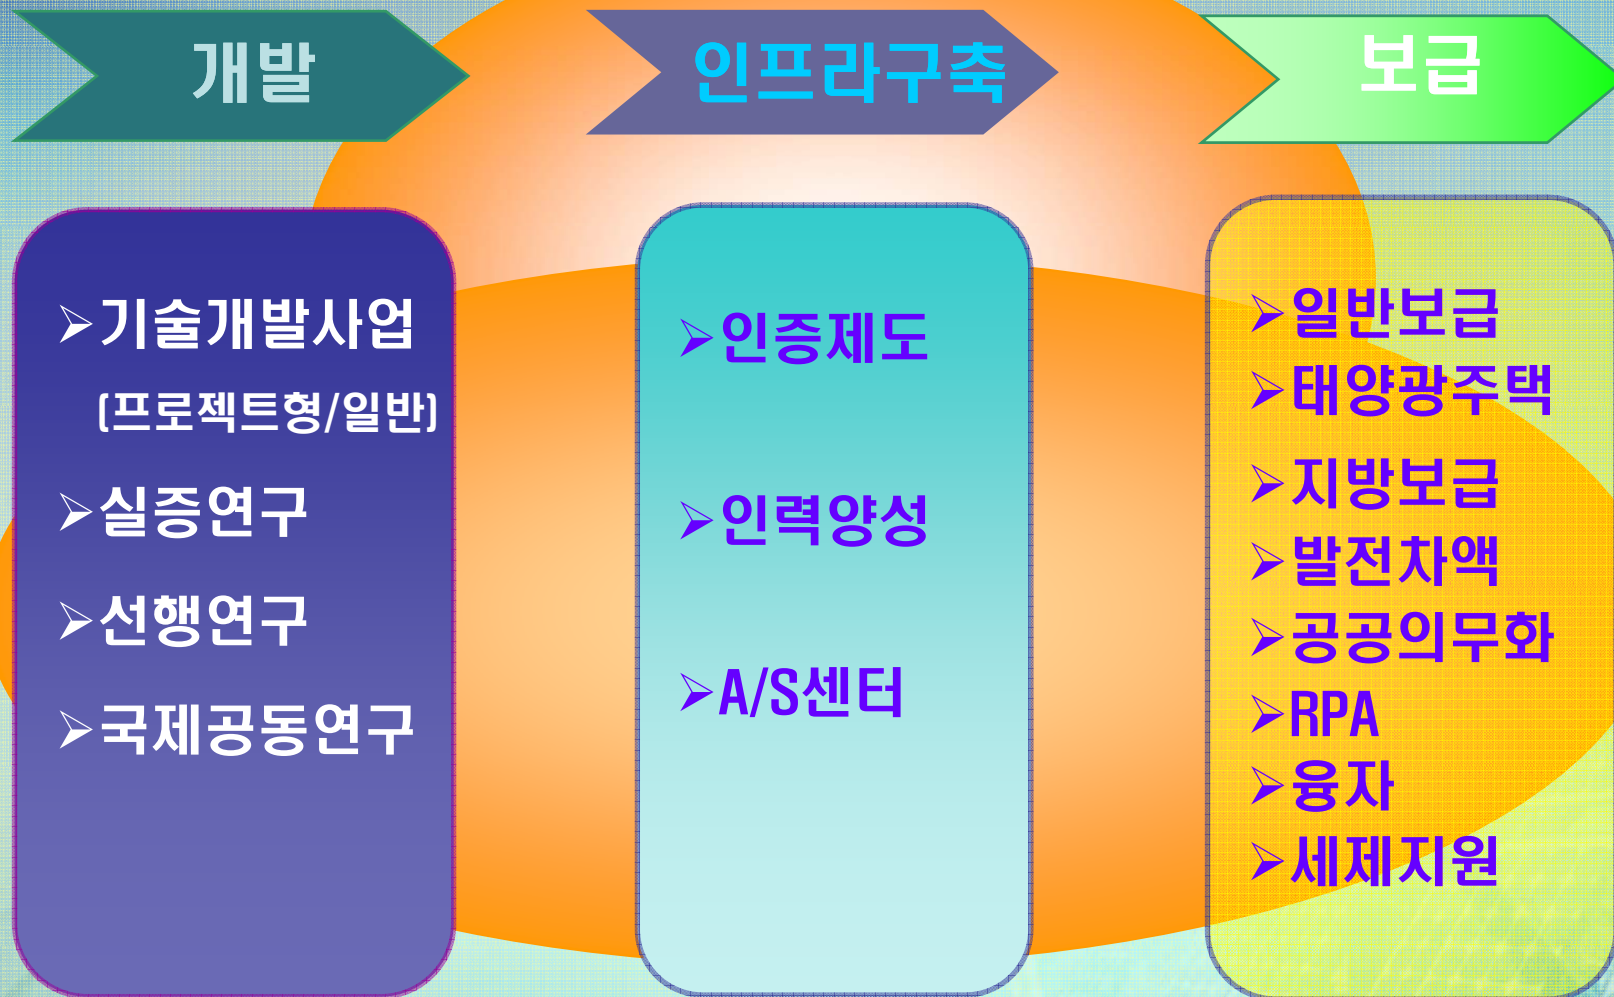 개발
인프라구축
보급
➢기술개발사업
(프로젝트형/일반)
➢실증연구
➢선행연구
➢국제공동연구
➢인증제도
➢인력양성
➢A/S센터
➢일반보급
➢태양광주택
➢지방보급
➢발전차액
➢공공의무화
➢RPA
➢융자
➢세제지원